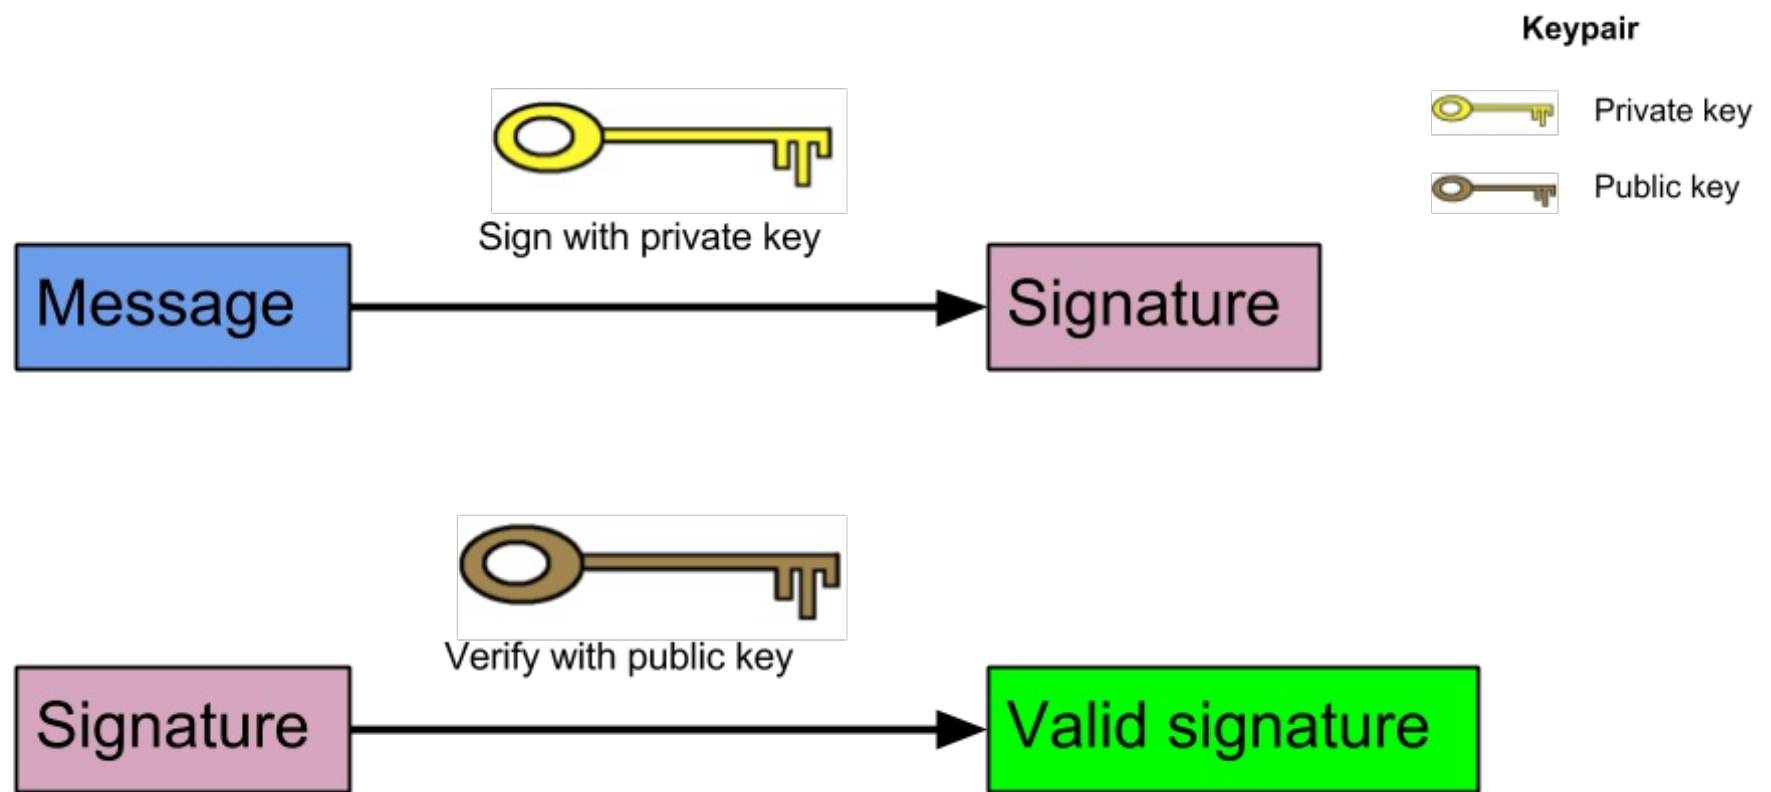 Keypair
Private key
Public key
Sign with private key
Message
Signature
Verify with public key
Signature
Valid signature